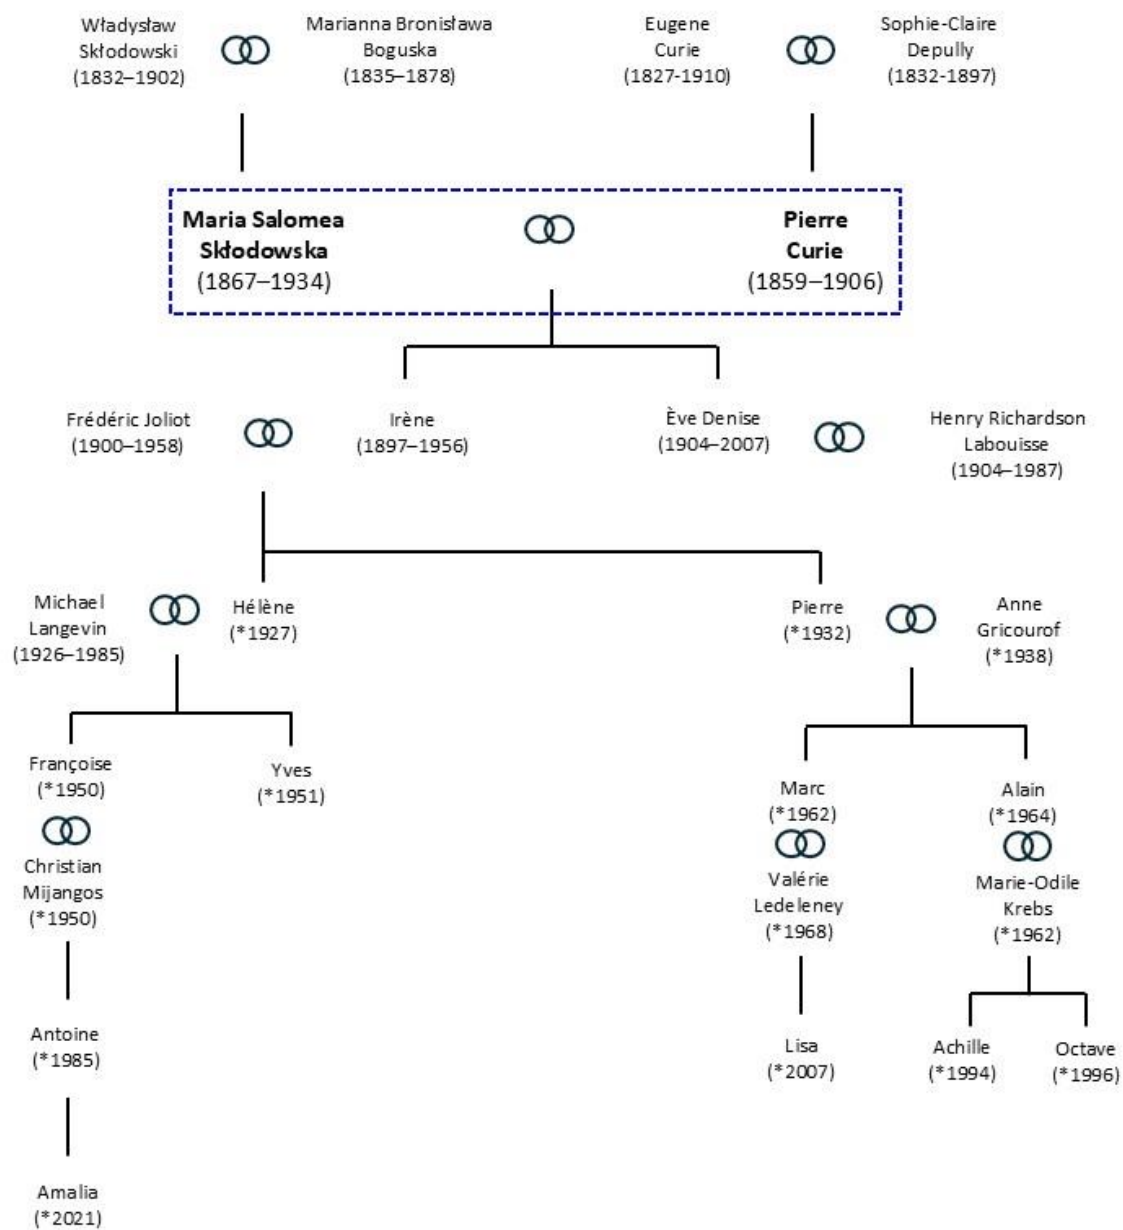 Władysław
Skłodowski
(1832–1902)
Marianna Bronisława
Boguska
(1835–1878)
Eugene
Curie
(1827-1910)
Sophie-Claire
Depully
(1832-1897)
Maria Salomea
Skłodowska
(1867–1934)
Pierre
Curie
(1859–1906)
Frédéric Joliot
(1900–1958)
Irène
(1897–1956)
Ève Denise
(1904–2007)
Henry Richardson
Labouisse
(1904–1987)
Michael
Langevin
(1926–1985)
Hélène
(*1927)
Pierre
(*1932)
Anne
Gricourof
(*1938)
Françoise
(*1950)
Yves
(*1951)
Marc
(*1962)
Alain
(*1964)
Christian
Mijangos
(*1950)
Valérie
Ledeleney
(*1968)
Marie-Odile
Krebs
(*1962)
Antoine
(*1985)
Lisa
(*2007)
Achille
(*1994)
Octave
(*1996)
Amalia
(*2021)